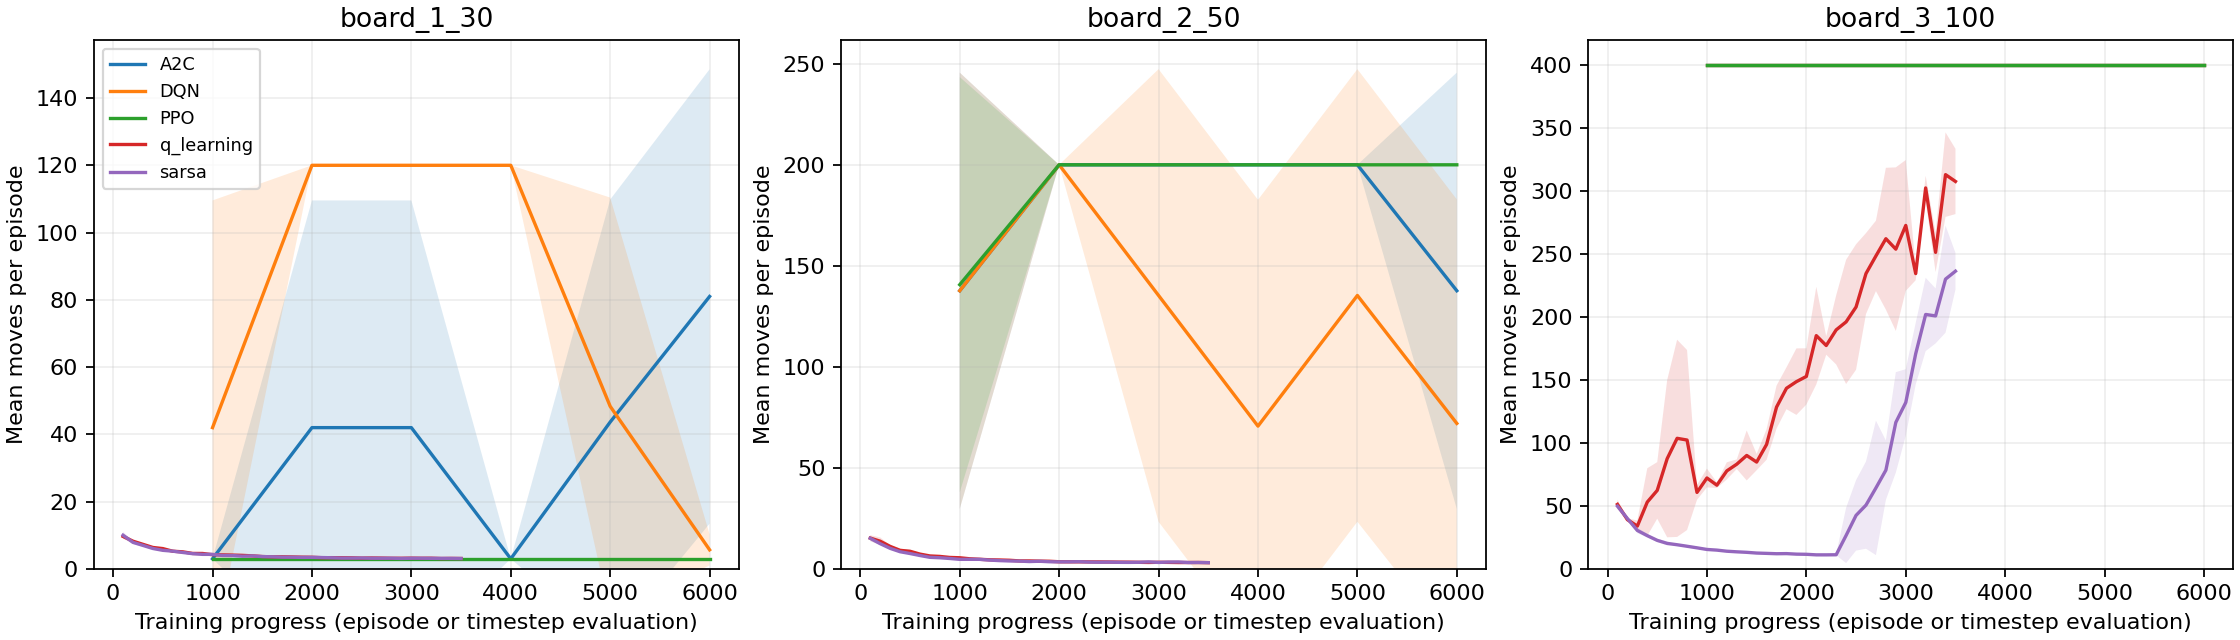 board_1_30
A2C
DQN
PPO
q_learning
sarsa
Mean moves per episode
0
20
40
60
80
100
120
140
0 1000 2000 3000 4000 5000 6000
Training progress (episode or timestep evaluation)
board_2_50
Mean moves per episode
0
50
100
150
200
250
0 1000 2000 3000 4000 5000 6000
Training progress (episode or timestep evaluation)
board_3_100
Mean moves per episode
0
50
100
150
200
250
300
350
400
0 1000 2000 3000 4000 5000 6000
Training progress (episode or timestep evaluation)